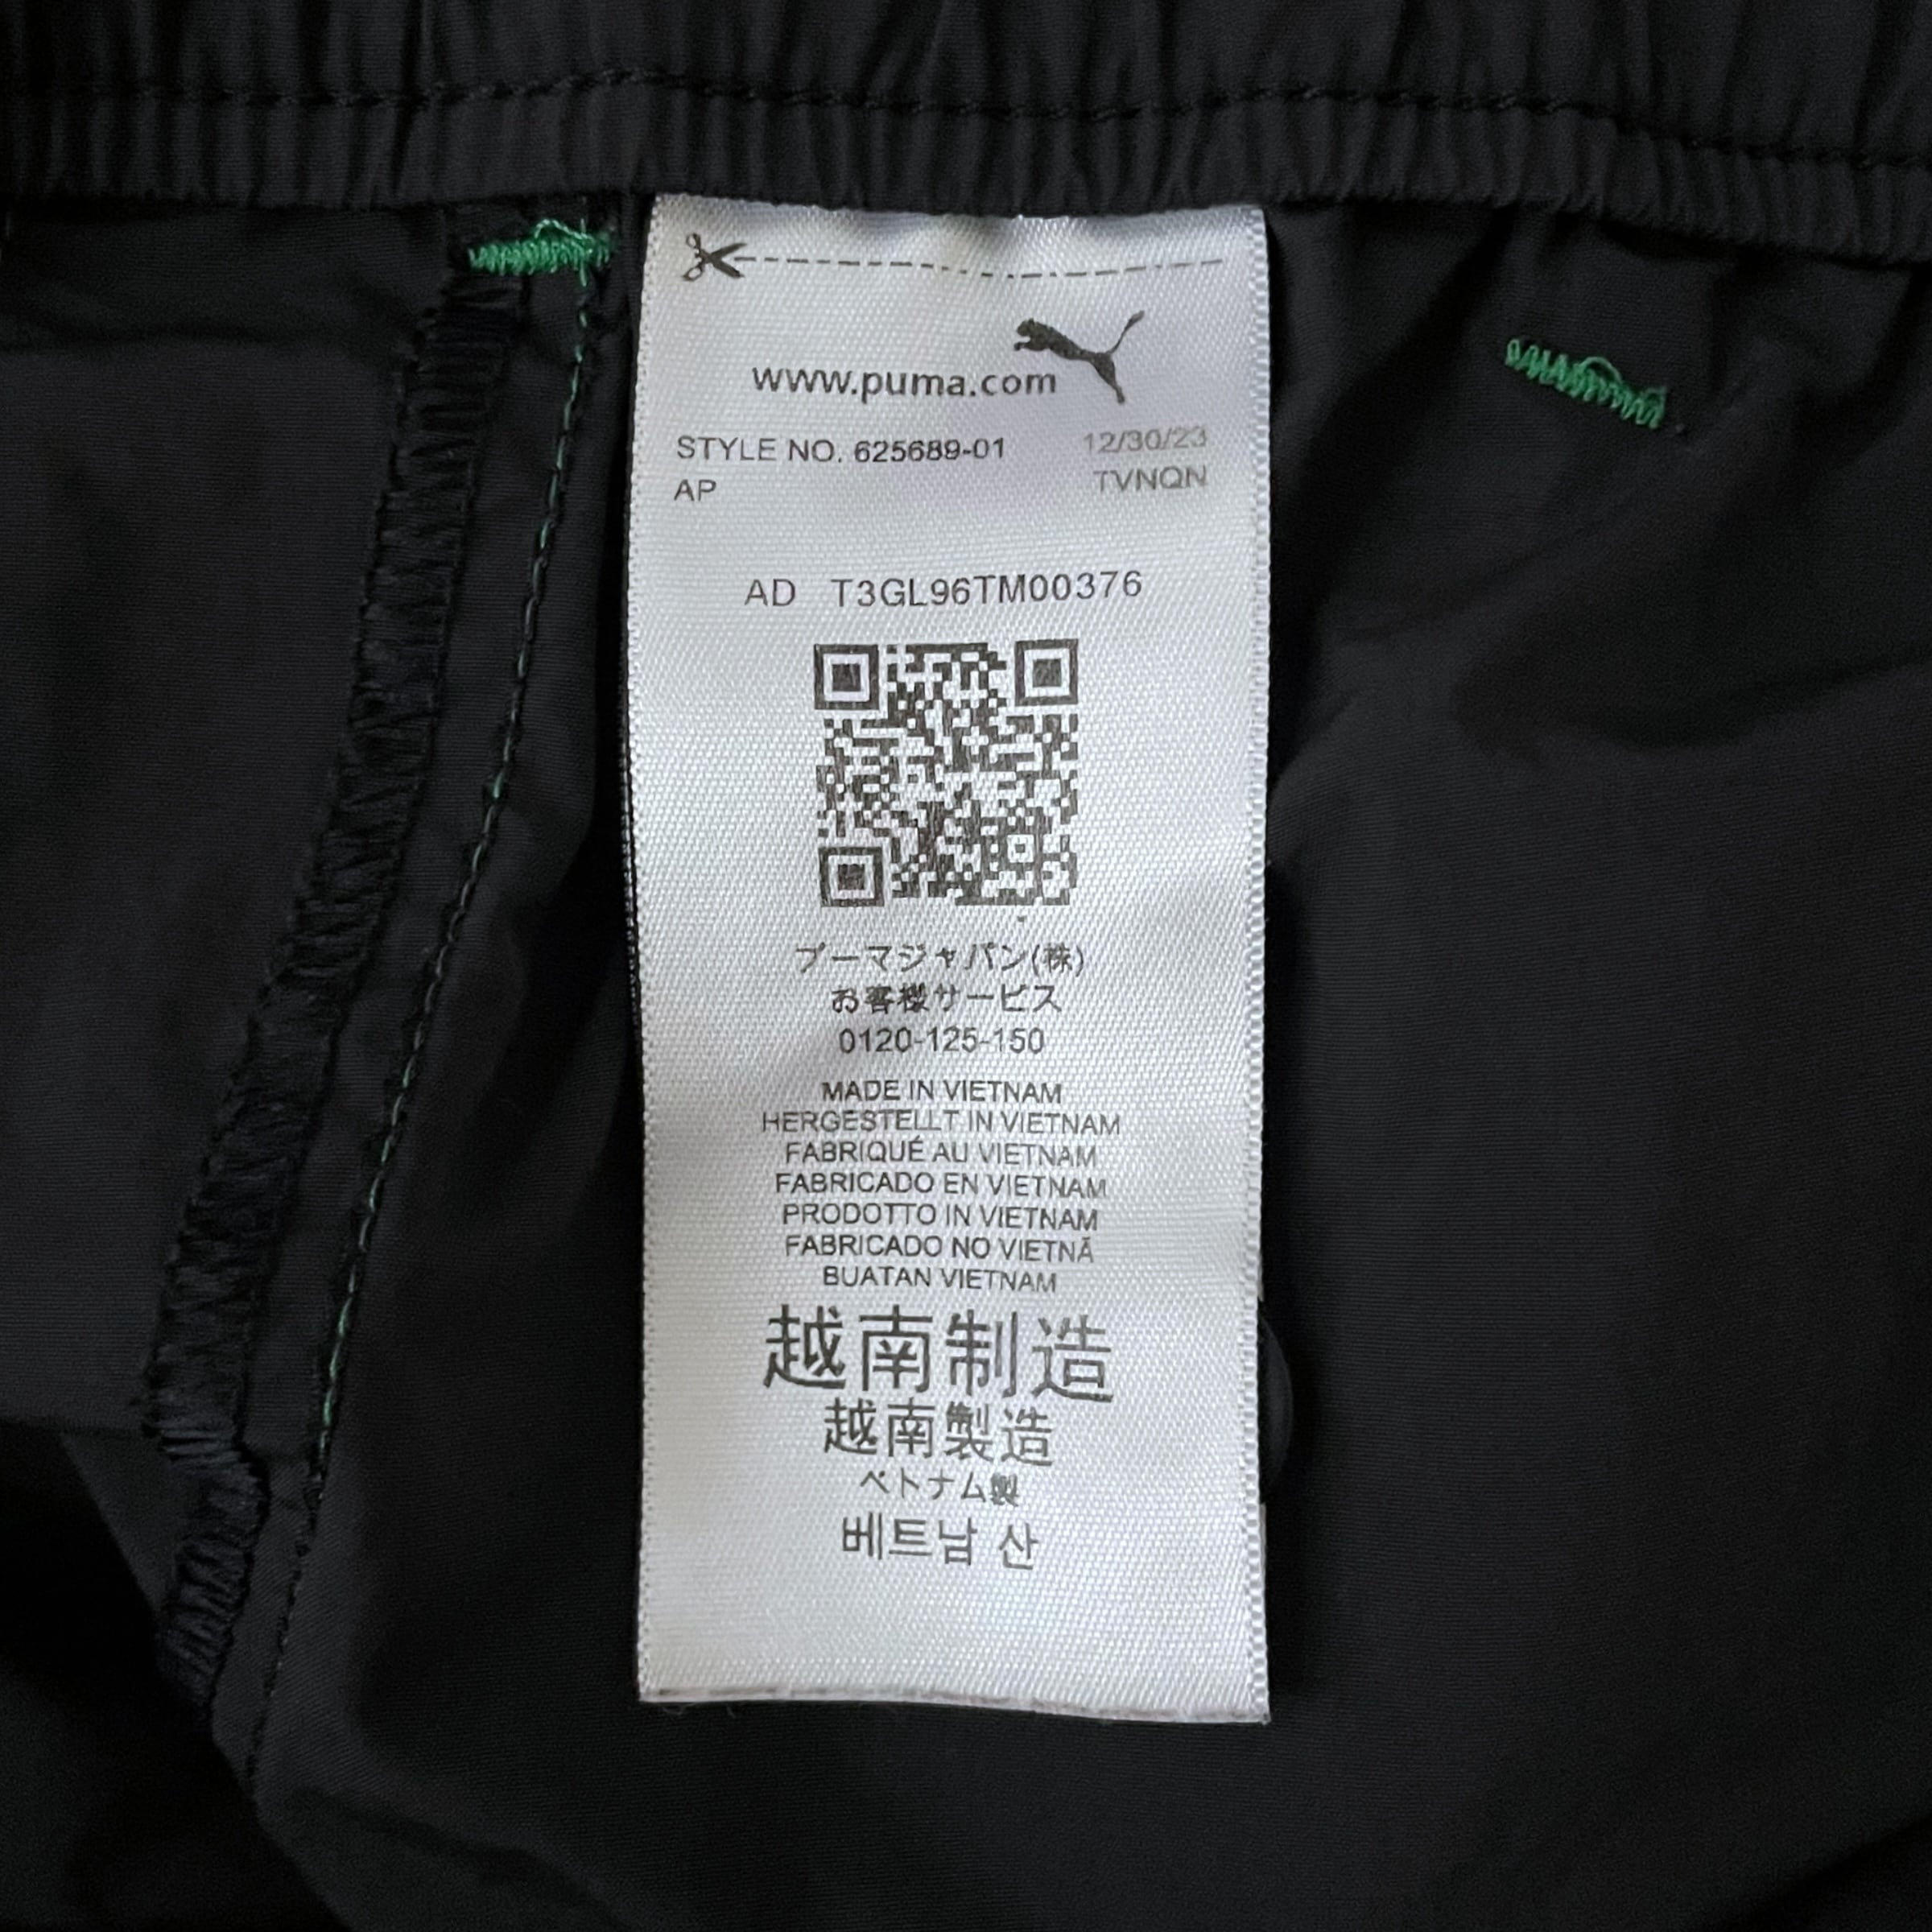 www.puma.com
STYLE NO. 625689-01 12/30/23
AP TVNQN
AD T3GL96TM00376
プーマジャパン(株)
お客様サービス
0120-125-150
MADE IN VIETNAM
HERGESTELLT IN VIETNAM
FABRIQUÉ AU VIETNAM
FABRICADO EN VIETNAM
PRODOTTO IN VIETNAM
FABRICADO NO VIETNÃ
BUATAN VIETNAM
越南制造
越南製造
ベトナム製
베트남 산